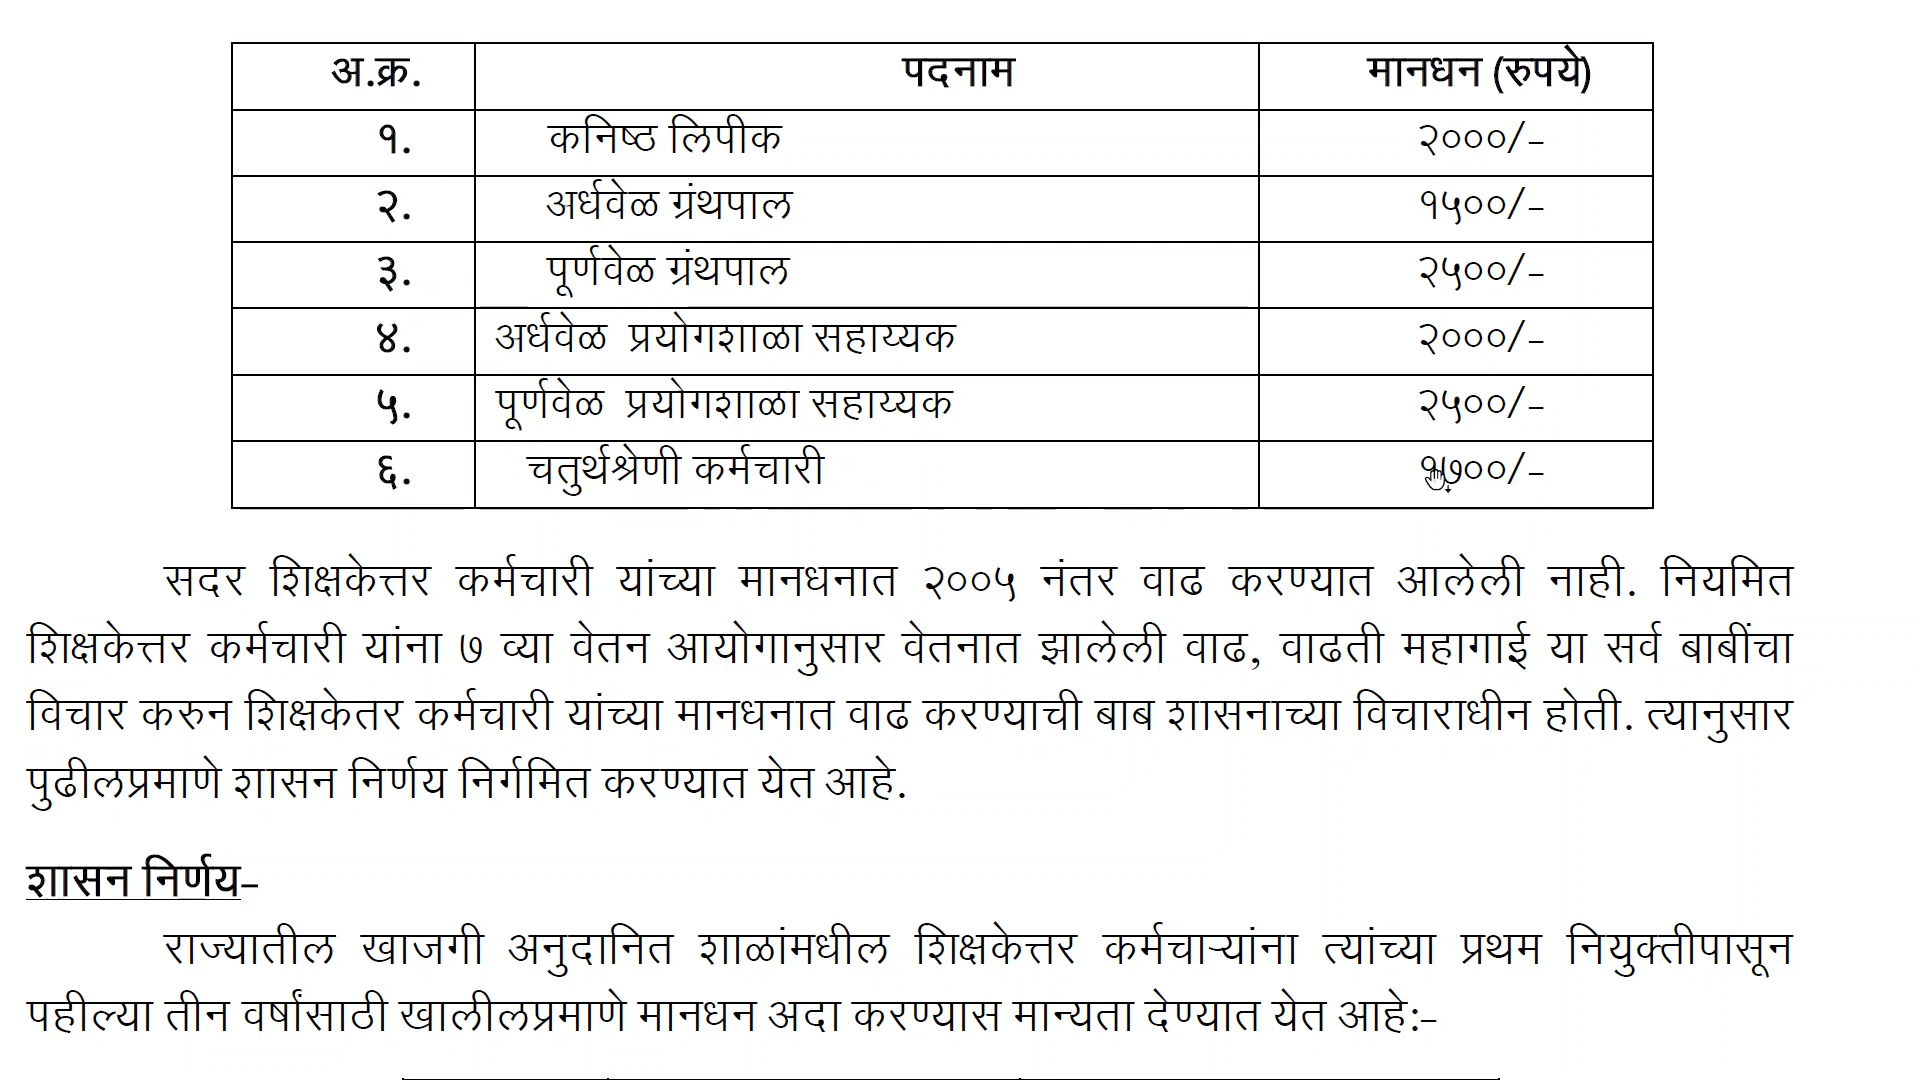 अ.क्र. पदनाम मानधन (रुपये)
१. कनिष्ठ लिपीक २०००/-
२. अर्धवेळ ग्रंथपाल १५००/-
३. पूर्णवेळ ग्रंथपाल २५००/-
४. अर्धवेळ प्रयोगशाळा सहाय्यक २०००/-
५. पूर्णवेळ प्रयोगशाळा सहाय्यक २५००/-
६. चतुर्थश्रेणी कर्मचारी १७००/-
सदर शिक्षकेत्तर कर्मचारी यांच्या मानधनात २००५ नंतर वाढ करण्यात आलेली नाही. नियमित
शिक्षकेत्तर कर्मचारी यांना ७ व्या वेतन आयोगानुसार वेतनात झालेली वाढ, वाढती महागाई या सर्व बाबींचा
विचार करुन शिक्षकेतर कर्मचारी यांच्या मानधनात वाढ करण्याची बाब शासनाच्या विचाराधीन होती. त्यानुसार
पुढीलप्रमाणे शासन निर्णय निर्गमित करण्यात येत आहे.
शासन निर्णय-
राज्यातील खाजगी अनुदानित शाळांमधील शिक्षकेत्तर कर्मचाऱ्यांना त्यांच्या प्रथम नियुक्तीपासून
पहील्या तीन वर्षांसाठी खालीलप्रमाणे मानधन अदा करण्यास मान्यता देण्यात येत आहे:-